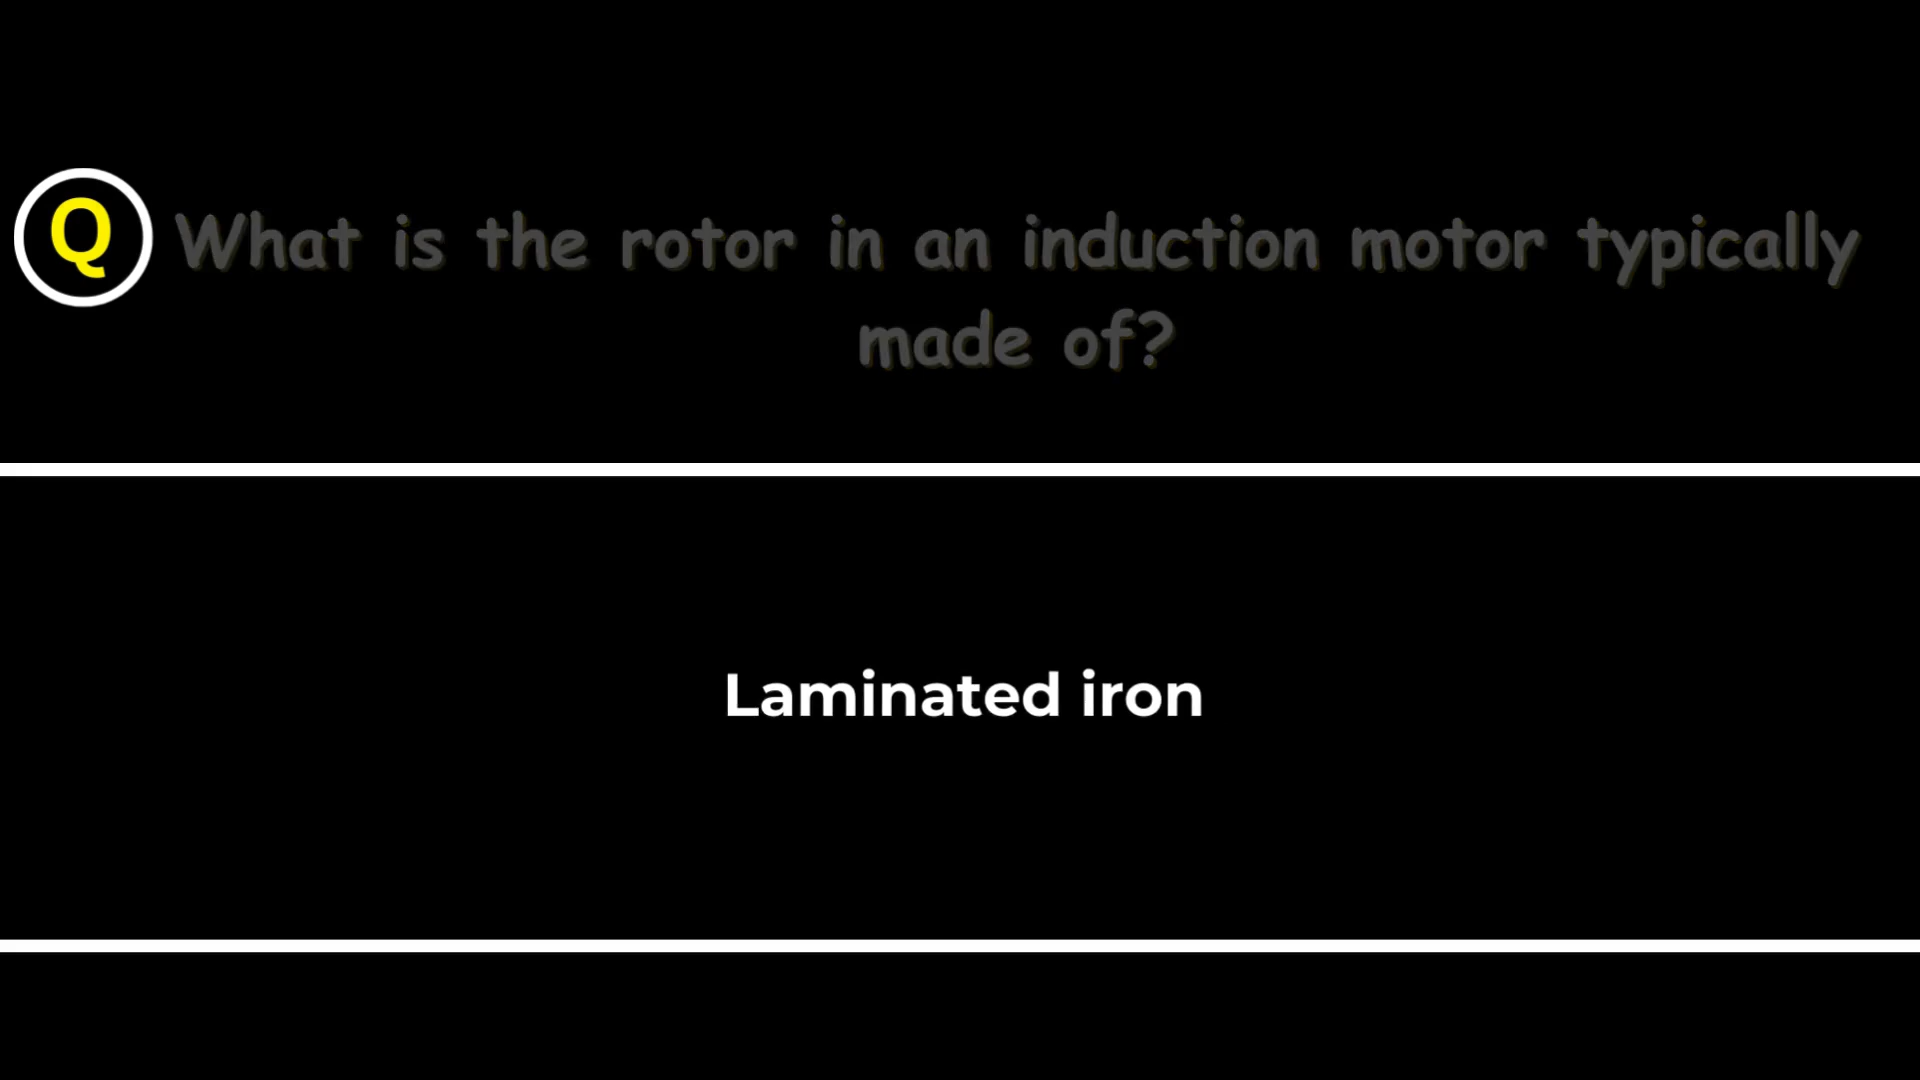 Q
What is the rotor in an induction motor typically
made of?
Laminated iron